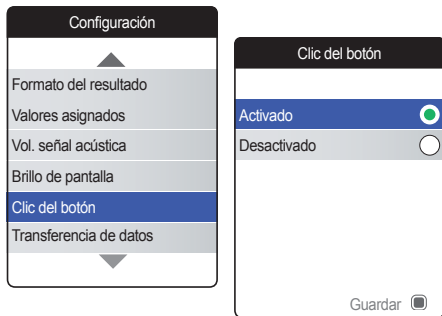 Configuración
Formato del resultado
Valores asignados
Vol. señal acústica
Brillo de pantalla
Clic del botón
Transferencia de datos
Clic del botón
Activado
Desactivado
Guardar